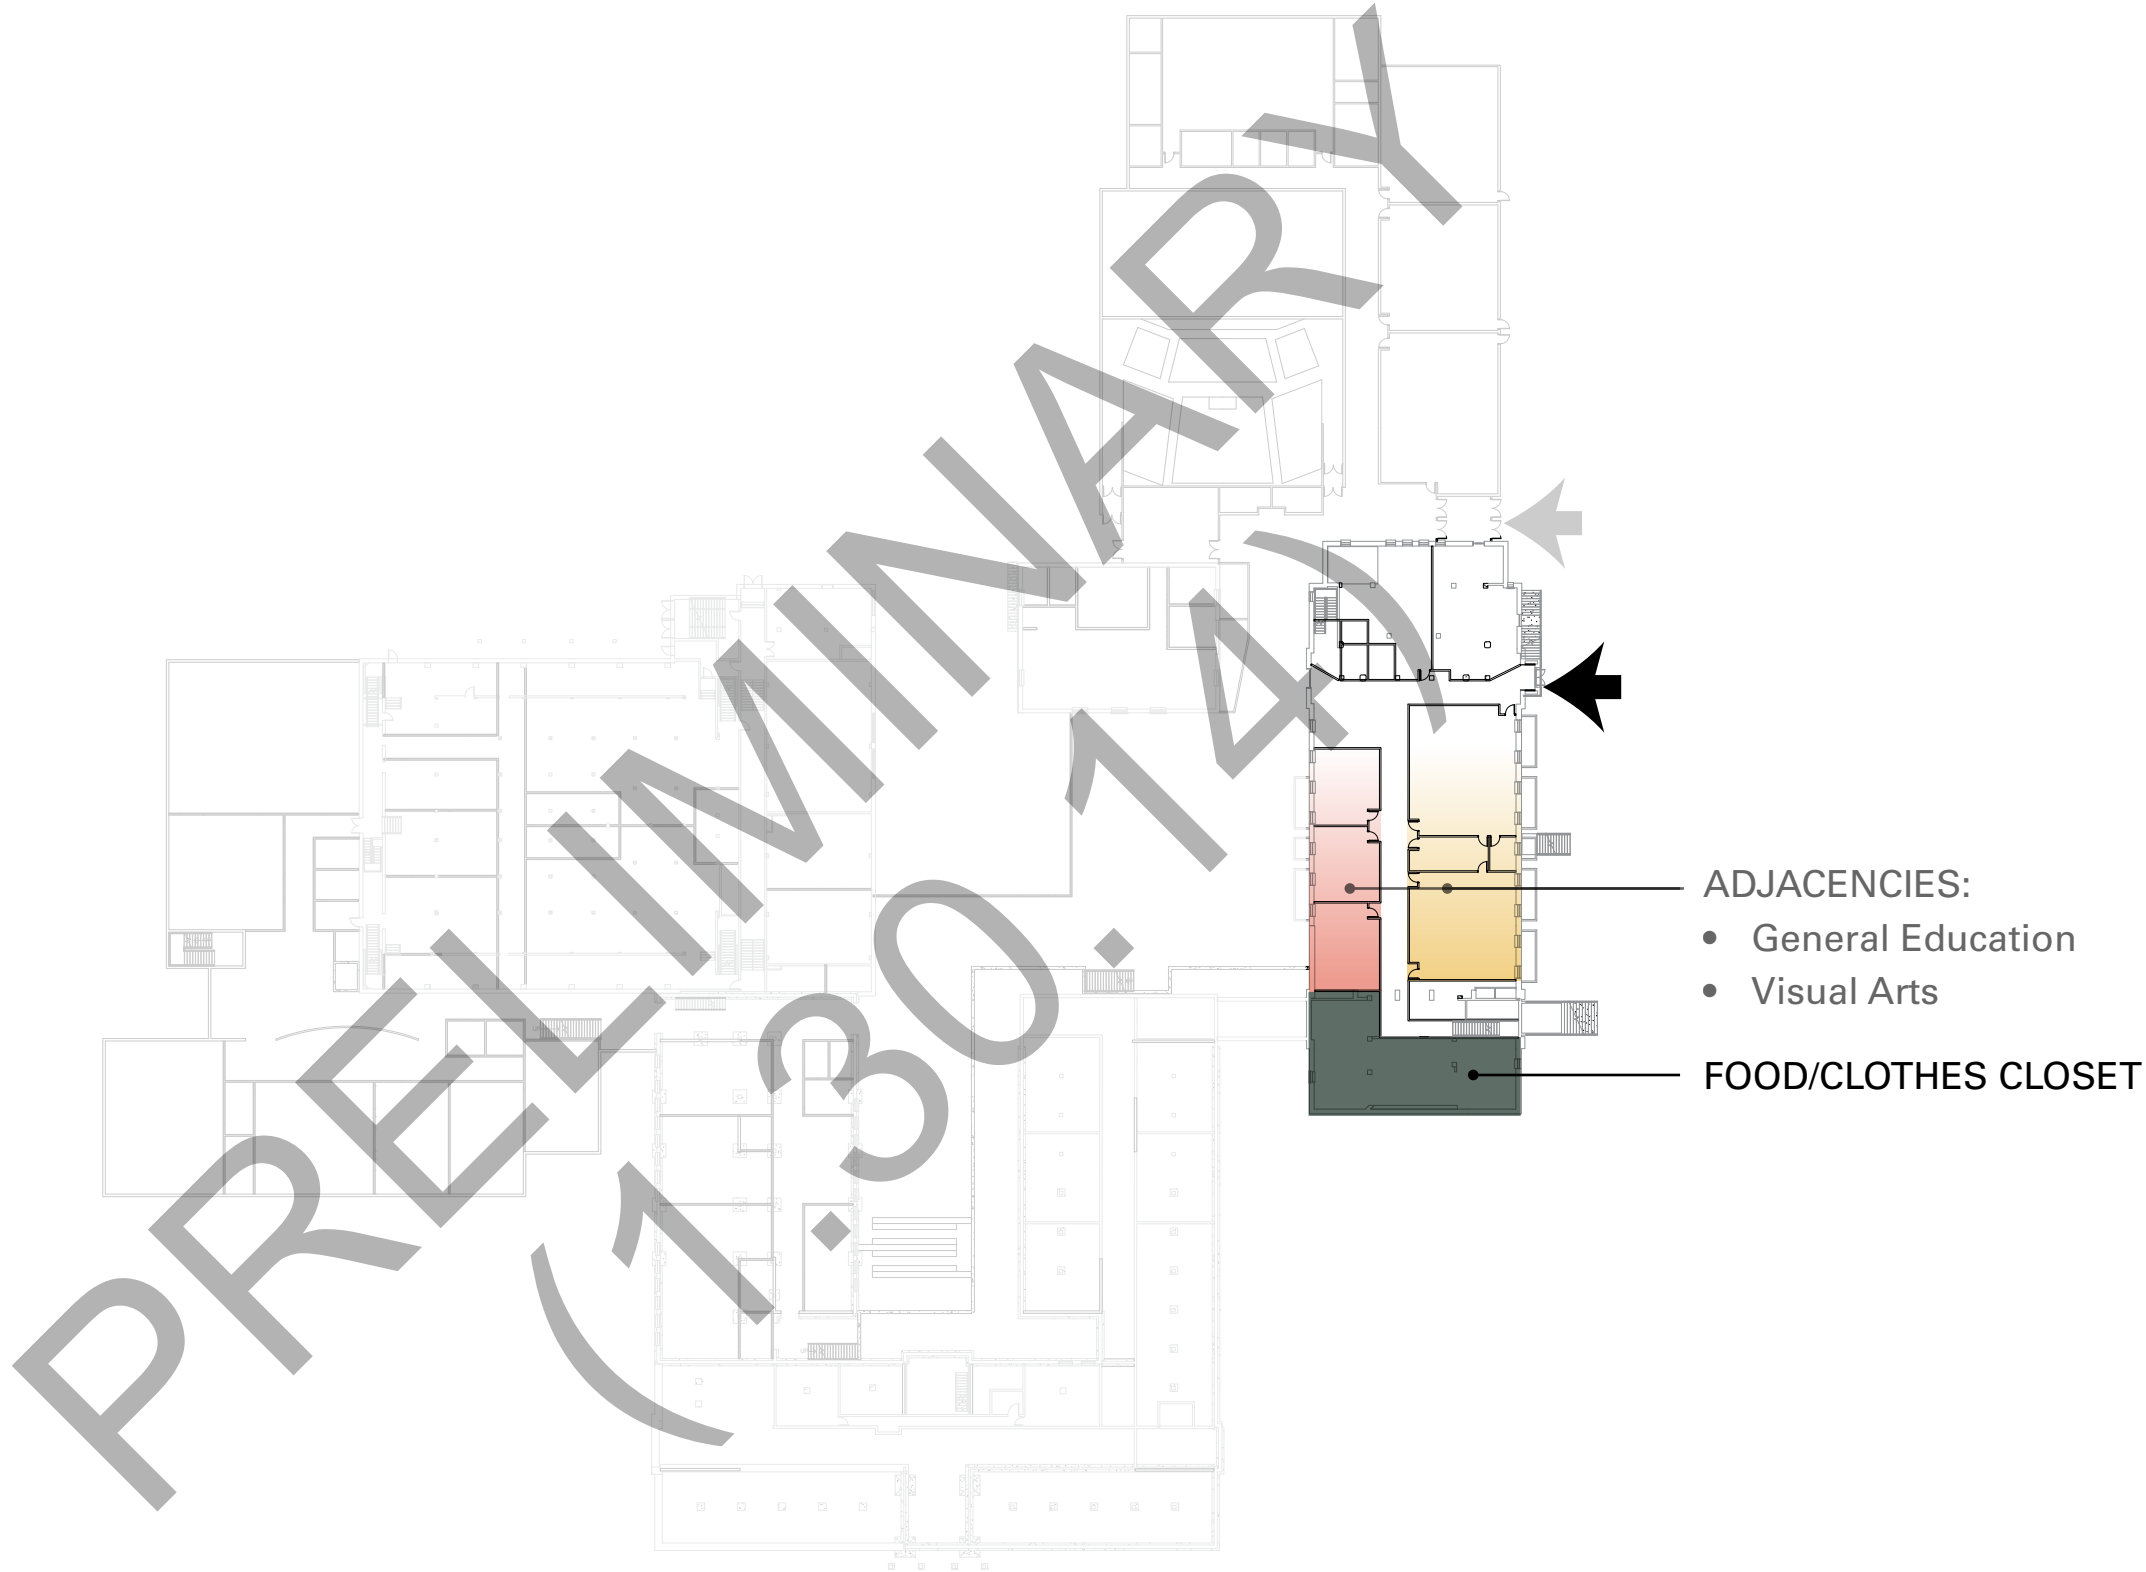 PRELIMINARY
(1.30.14)
ADJACENCIES:
• General Education
• Visual Arts
FOOD/CLOTHES CLOSET